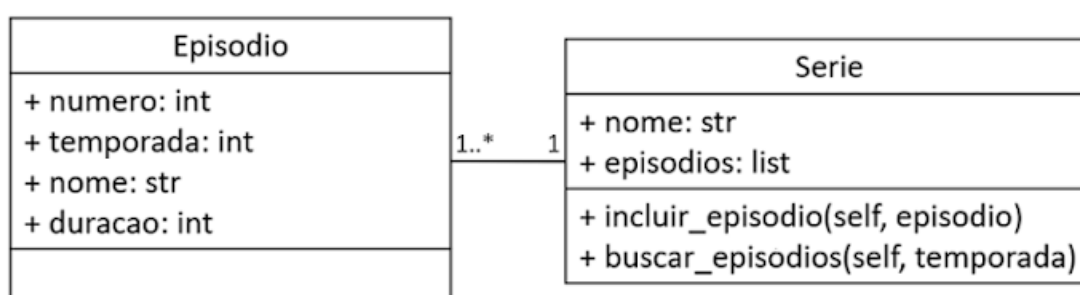 Episodio
+ numero: int
+ temporada: int
+ nome: str
+ duracao: int
1..*
1
Serie
+ nome: str
+ episodios: list
+ incluir_episodio(self, episodio)
+ buscar_episodios(self, temporada)